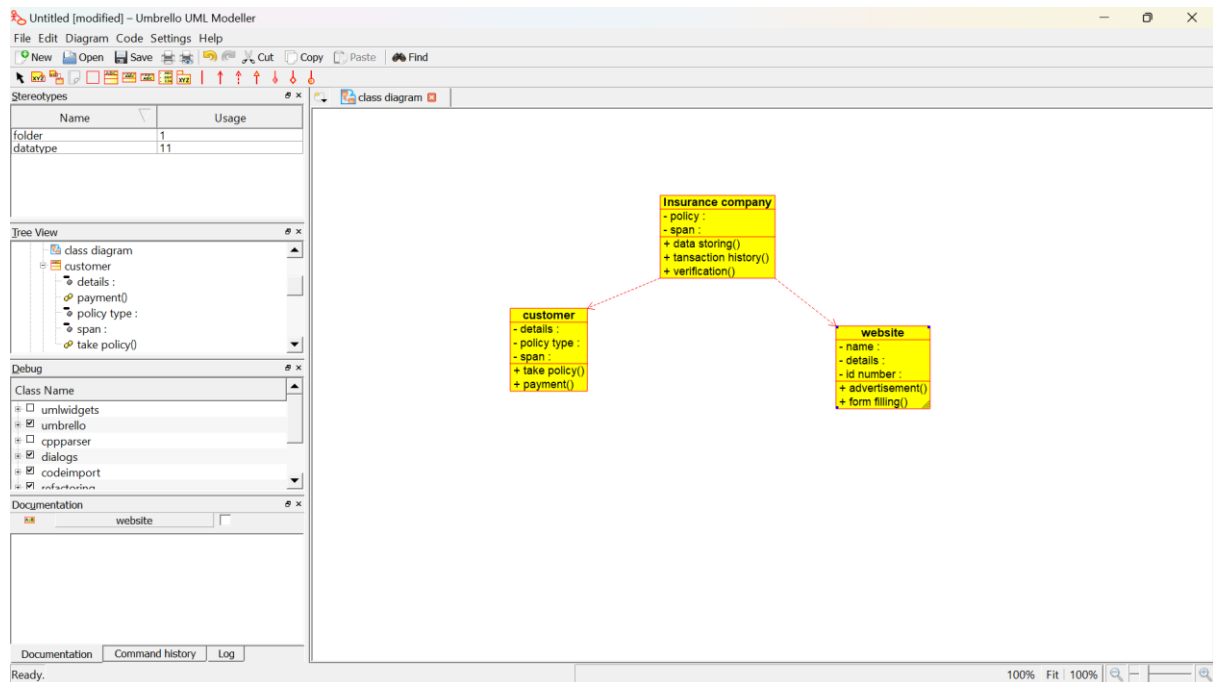 Untitled [modified] – Umbrello UML Modeller
File Edit Diagram Code Settings Help
New Open Save Cut Copy Paste Find
Stereotypes
Name Usage
folder 1
datatype 11
Tree View
class diagram
customer
details :
payment()
policy type :
span :
take policy()
Debug
Class Name
umlwidgets
umbrello
cppparser
dialogs
codeimport
refactoring
Documentation
website
Documentation Command history Log
Ready.
class diagram
Insurance company
- policy :
- span :
+ data storing()
+ tansaction history()
+ verification()
customer
- details :
- policy type :
- span :
+ take policy()
+ payment()
website
- name :
- details :
- id number :
+ advertisement()
+ form filling()
100% Fit 100%